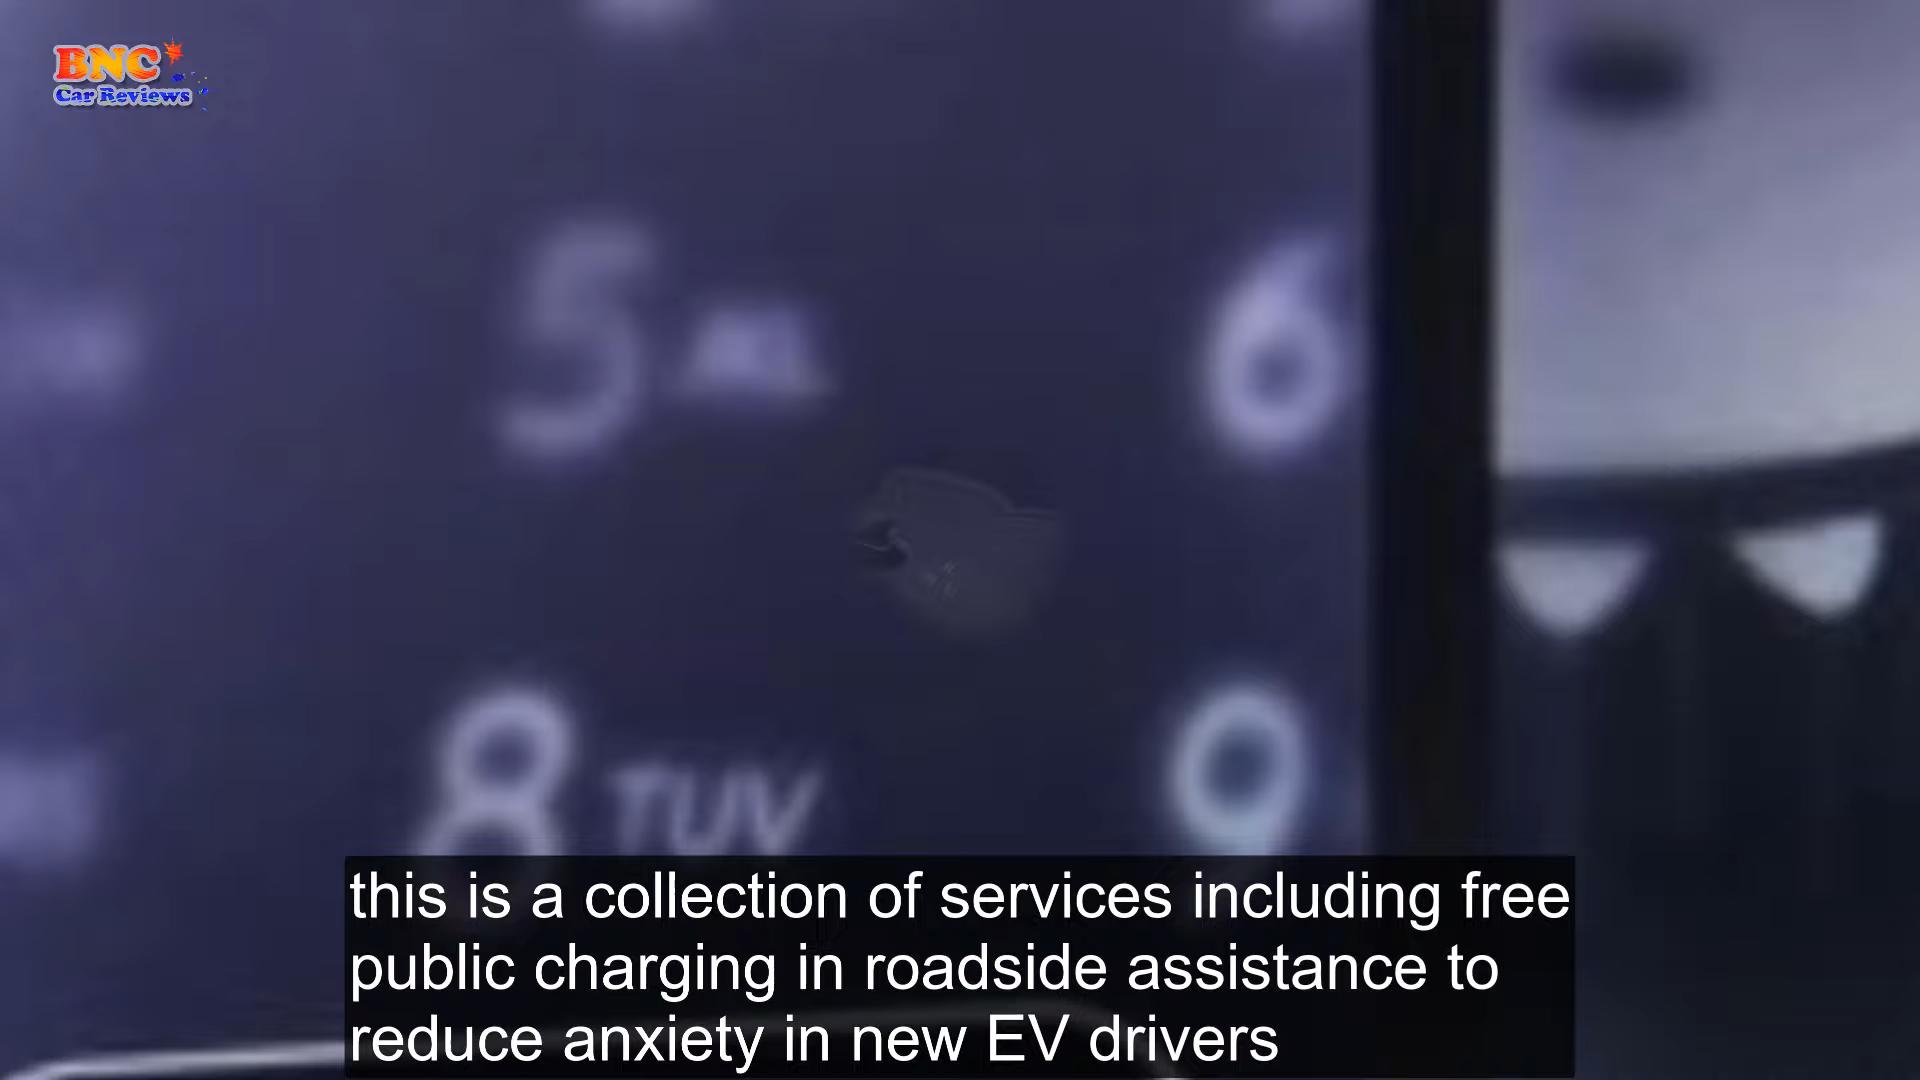 BNC
Car Reviews
5
6
8 TUV
9
this is a collection of services including free
public charging in roadside assistance to
reduce anxiety in new EV drivers